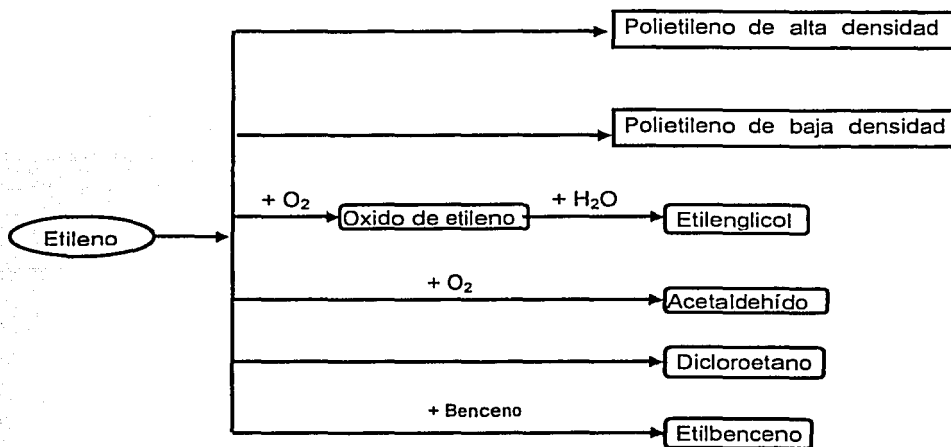 Polietileno de alta densidad
Polietileno de baja densidad
+ O₂
Oxido de etileno
+ H₂O
Etilenglicol
Etileno
+ O₂
Acetaldehído
Dicloroetano
+ Benceno
Etilbenceno